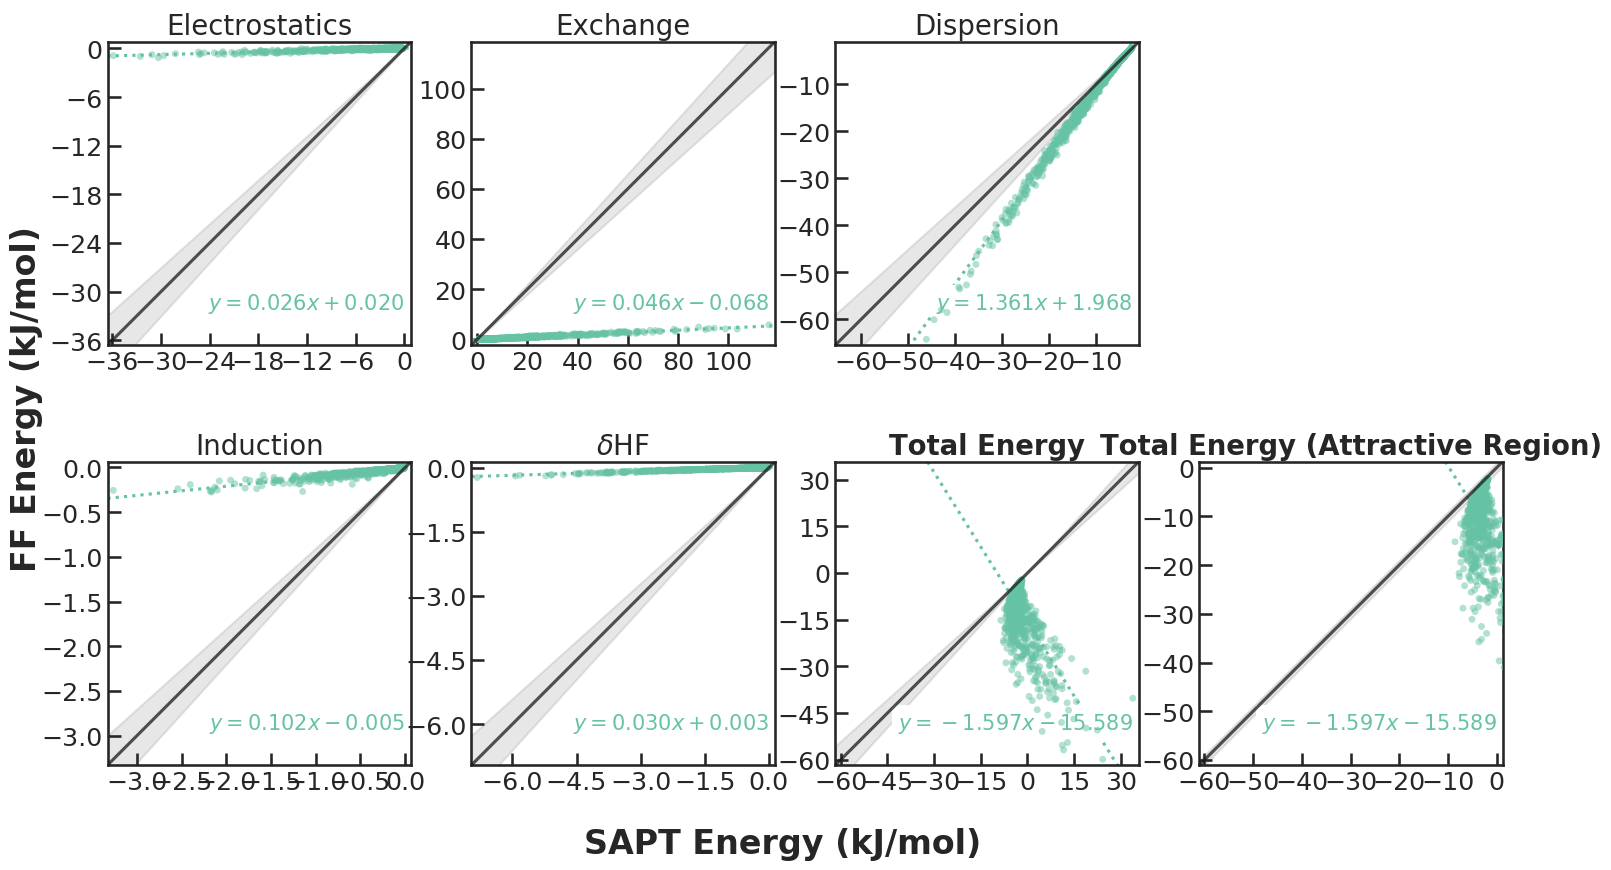 Electrostatics
Exchange
Dispersion
0
−6
−12
−18
−24
−30
−36
100
80
60
40
20
0
−10
−20
−30
−40
−50
−60
y = 0.026x + 0.020
y = 0.046x − 0.068
y = 1.361x + 1.968
−36 −30 −24 −18 −12 −6 0
0 20 40 60 80 100
−60 −50 −40 −30 −20 −10
FF Energy (kJ/mol)
Induction
δHF
Total Energy
Total Energy (Attractive Region)
0.0
−0.5
−1.0
−1.5
−2.0
−2.5
−3.0
0.0
−1.5
−3.0
−4.5
−6.0
30
15
0
−15
−30
−45
−60
0
−10
−20
−30
−40
−50
−60
y = 0.102x − 0.005
y = 0.030x + 0.003
y = −1.597x − 15.589
y = −1.597x − 15.589
−3.0 −2.5 −2.0 −1.5 −1.0 −0.5 0.0
−6.0 −4.5 −3.0 −1.5 0.0
−60 −45 −30 −15 0 15 30
−60 −50 −40 −30 −20 −10 0
SAPT Energy (kJ/mol)